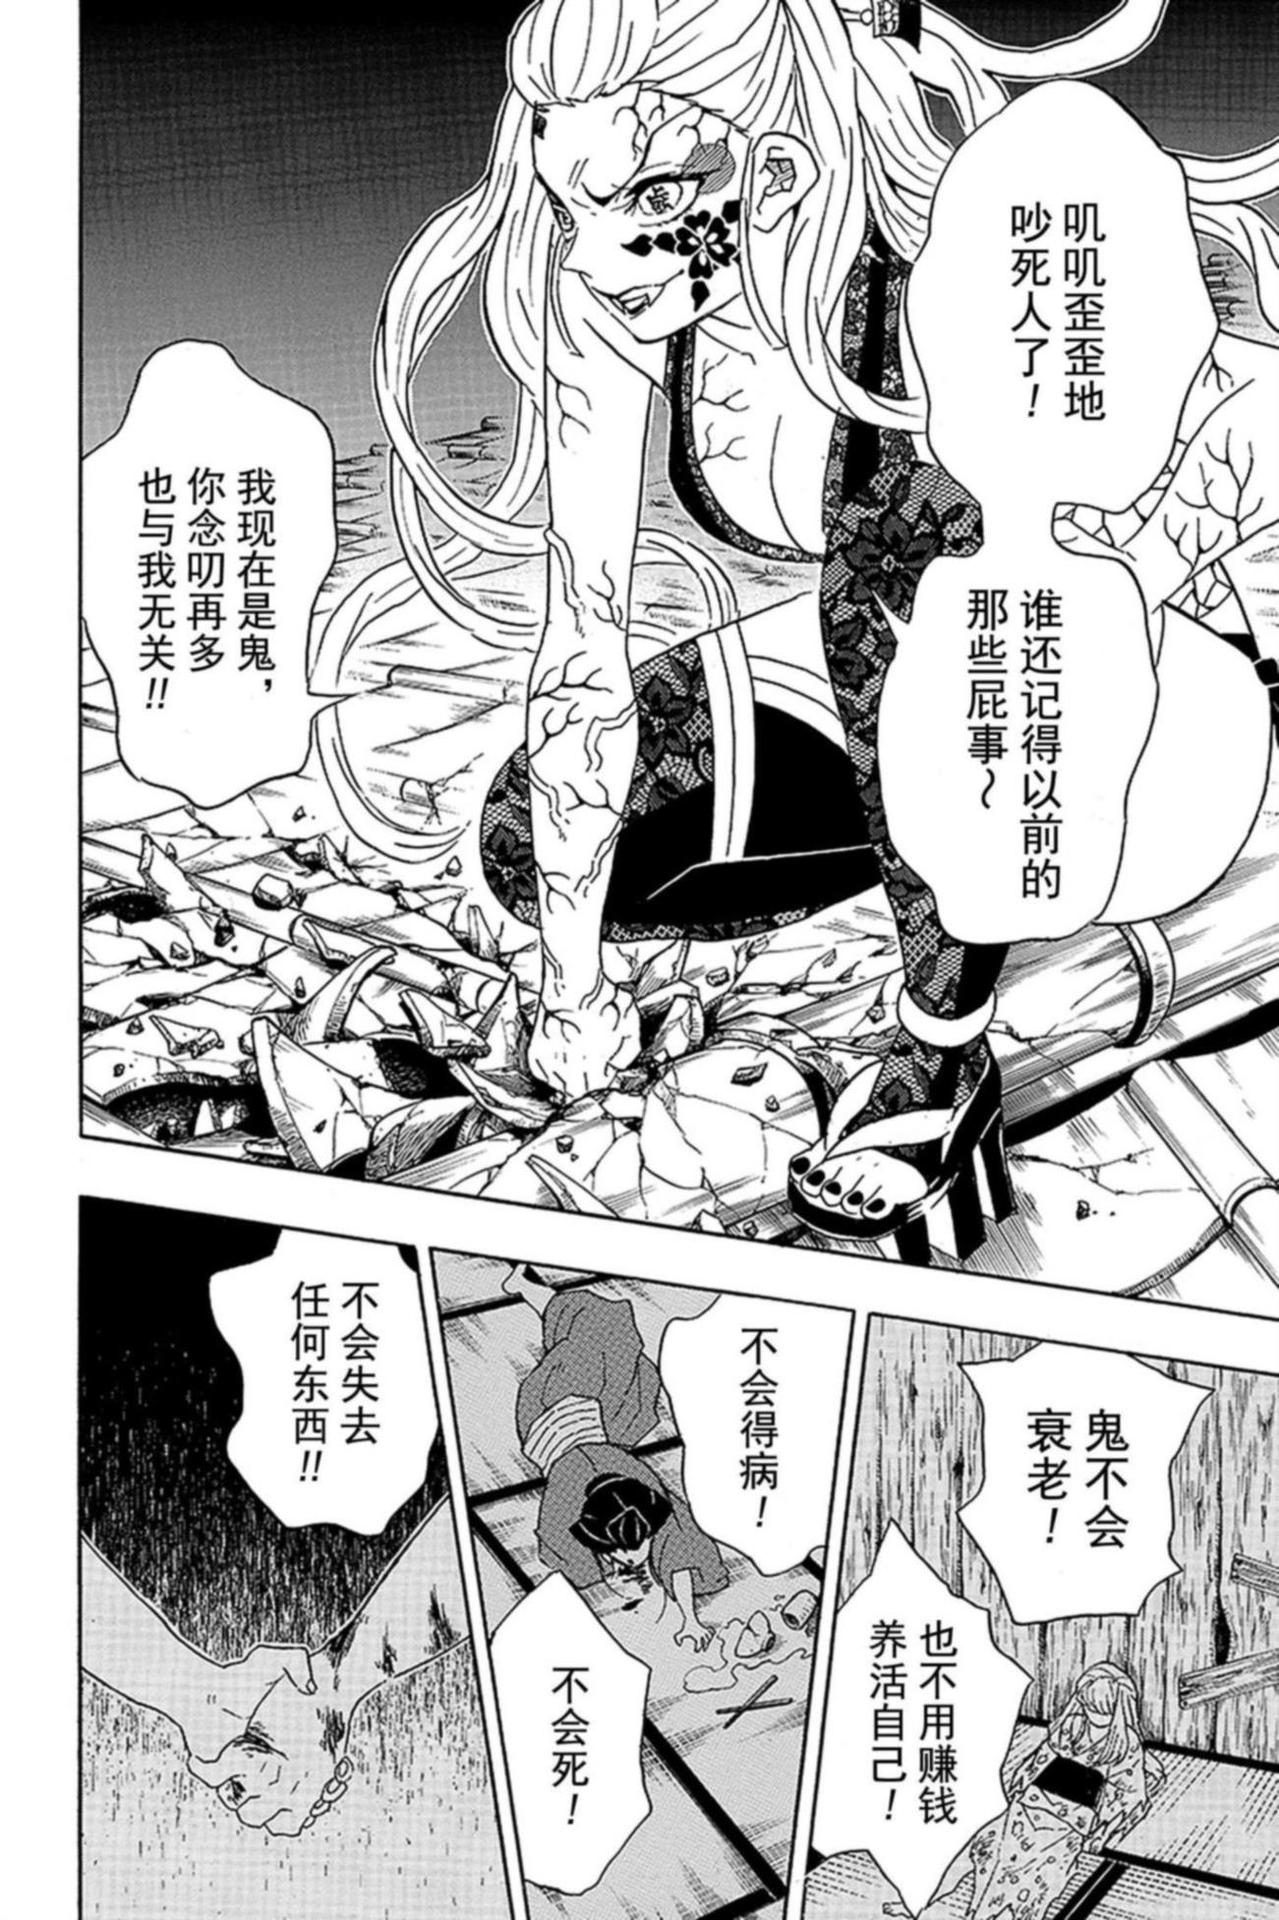 叽叽歪歪地
吵死人了！
谁还记得以前的
那些屁事～
我现在是鬼，
你念叨再多
也与我无关!!
鬼不会
衰老！
也不用赚钱
养活自己！
不会得病！
不会死！
不会失去
任何东西!!